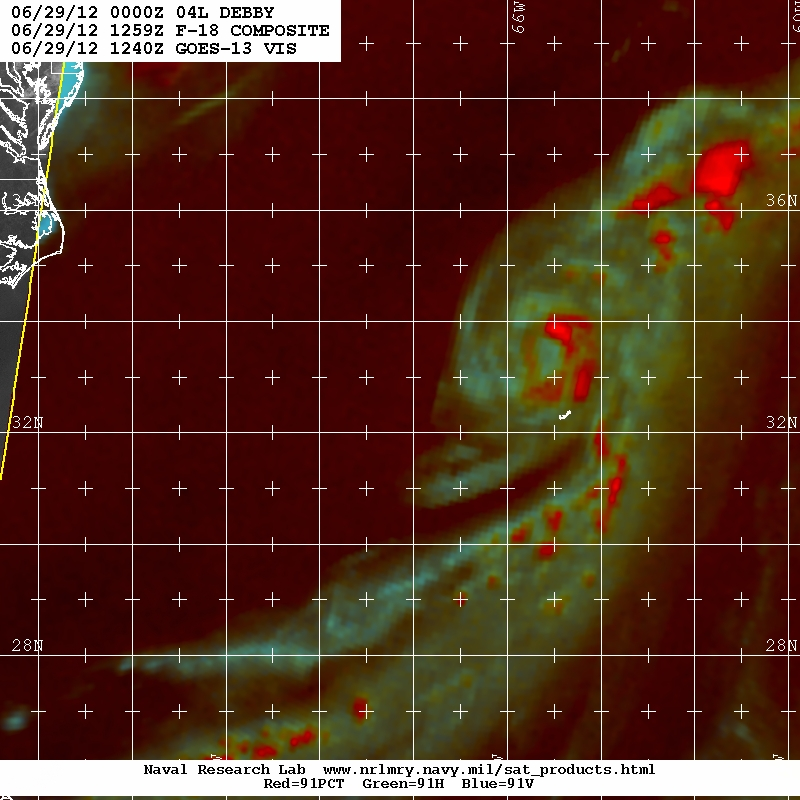 06/29/12 0000Z 04L DEBBY
06/29/12 1259Z F-18 COMPOSITE
06/29/12 1240Z GOES-13 VIS
66W
36N
32N
32N
28N
28N
Naval Research Lab www.nrlmry.navy.mil/sat_products.html
Red=91PCT Green=91H Blue=91V